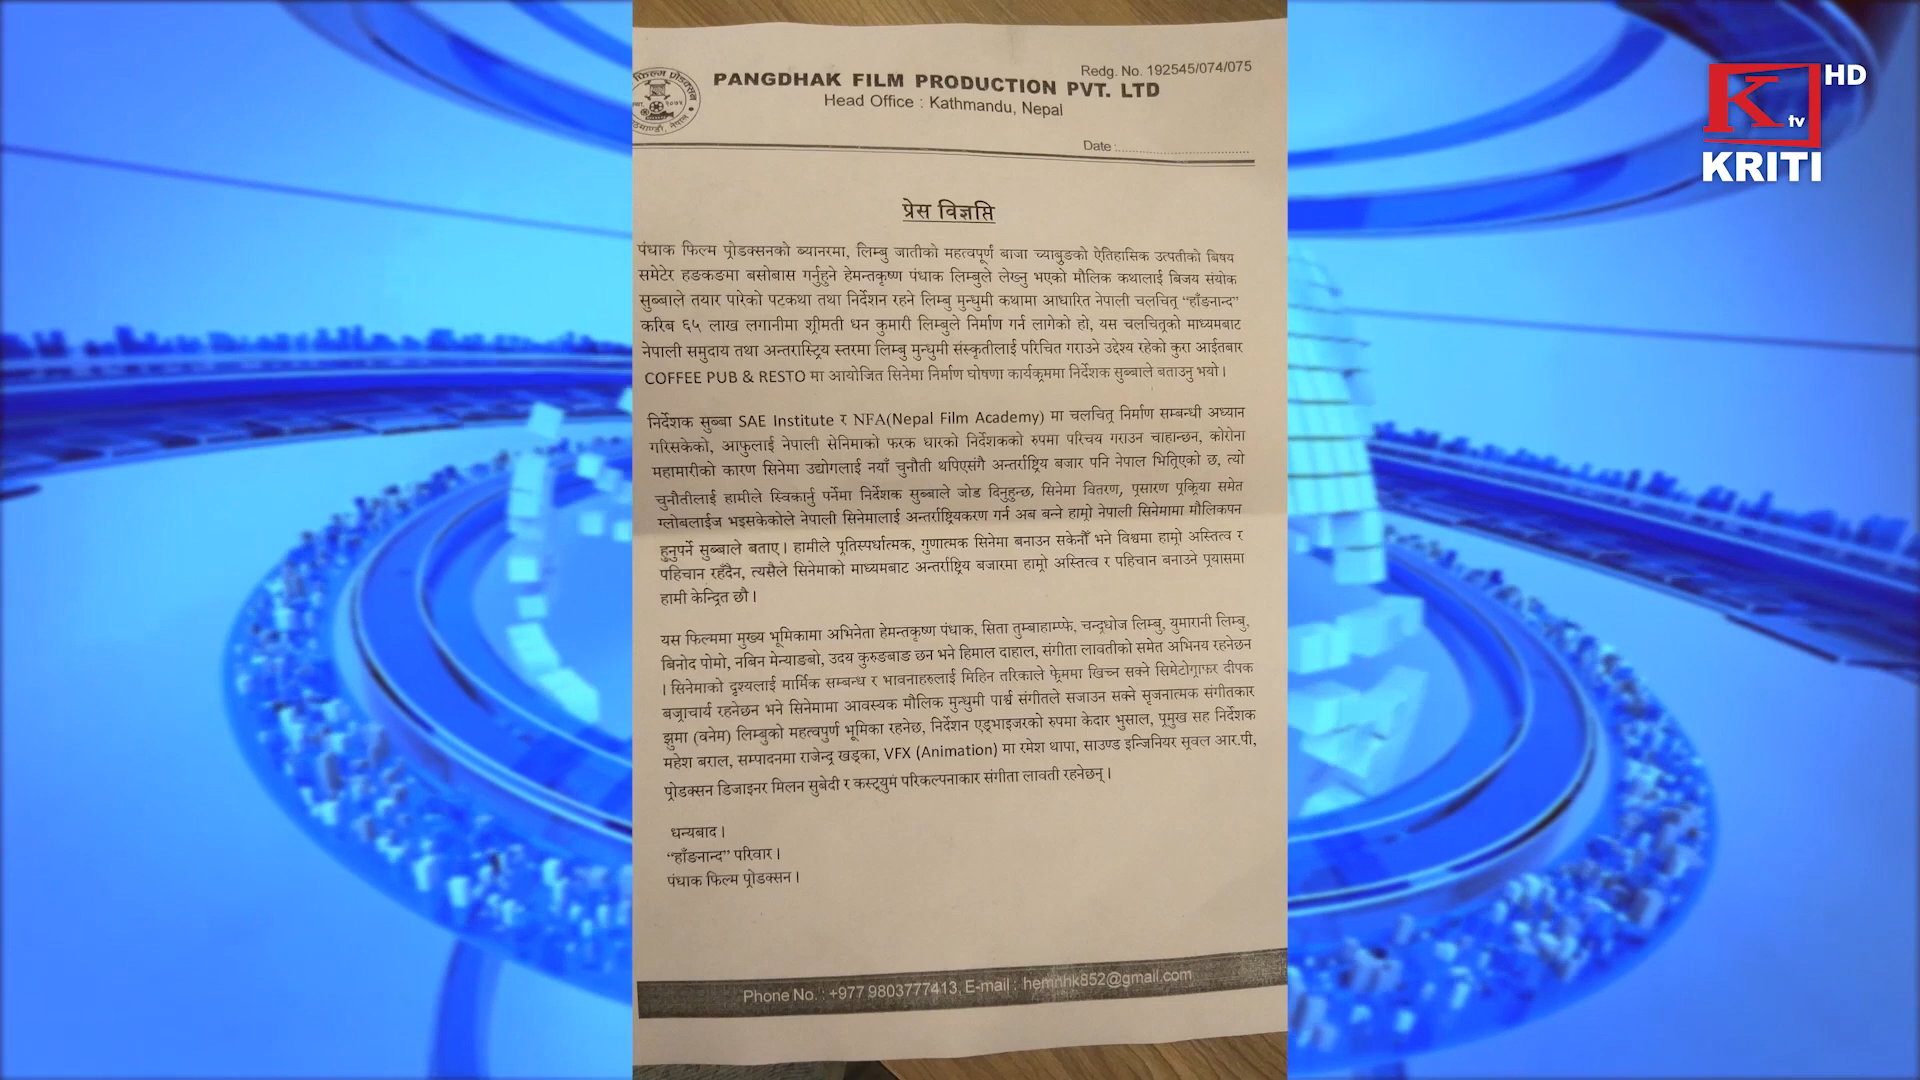 Redg. No. 192545/074/075
PANGDHAK FILM PRODUCTION PVT. LTD
Head Office : Kathmandu, Nepal
Date :
प्रेस विज्ञप्ति
पंधाक फिल्म प्रोडक्सनको ब्यानरमा, लिम्बु जातीको महत्वपूर्ण बाजा च्याबुङको ऐतिहासिक उत्पतीको बिषय
समेटेर हङकङमा बसोबास गर्नुहुने हेमन्तकृष्ण पंधाक लिम्बुले लेख्नु भएको मौलिक कथालाई बिजय संयोक
सुब्बाले तयार पारेको पटकथा तथा निर्देशन रहने लिम्बु मुन्धुमी कथामा आधारित नेपाली चलचित्र "हाँङनान्द"
करिब ६५ लाख लगानीमा श्रीमती धन कुमारी लिम्बुले निर्माण गर्न लागेको हो, यस चलचित्रको माध्यमबाट
नेपाली समुदाय तथा अन्तरास्ट्रिय स्तरमा लिम्बु मुन्धुमी संस्कृतीलाई परिचित गराउने उद्देश्य रहेको कुरा आईतबार
COFFEE PUB & RESTO मा आयोजित सिनेमा निर्माण घोषणा कार्यक्रममा निर्देशक सुब्बाले बताउनु भयो।
निर्देशक सुब्बा SAE Institute र NFA(Nepal Film Academy) मा चलचित्र निर्माण सम्बन्धी अध्यान
गरिसकेको, आफुलाई नेपाली सेनिमाको फरक धारको निर्देशकको रुपमा परिचय गराउन चाहान्छन, कोरोना
महामारीको कारण सिनेमा उद्योगलाई नयाँ चुनौती थपिएसंगै अन्तर्राष्ट्रिय बजार पनि नेपाल भित्रिएको छ, त्यो
चुनौतीलाई हामीले स्विकार्नु पर्नेमा निर्देशक सुब्बाले जोड दिनुहुन्छ, सिनेमा वितरण, प्रसारण प्रक्रिया समेत
ग्लोबलाईज भइसकेकोले नेपाली सिनेमालाई अन्तर्राष्ट्रियकरण गर्न अब बन्ने हाम्रो नेपाली सिनेमामा मौलिकपन
हुनुपर्ने सुब्बाले बताए। हामीले प्रतिस्पर्धात्मक, गुणात्मक सिनेमा बनाउन सकेनौँ भने विश्वमा हाम्रो अस्तित्व र
पहिचान रहँदैन, त्यसैले सिनेमाको माध्यमबाट अन्तर्राष्ट्रिय बजारमा हाम्रो अस्तित्व र पहिचान बनाउने प्रयासमा
हामी केन्द्रित छौ।
यस फिल्ममा मुख्य भूमिकामा अभिनेता हेमन्तकृष्ण पंधाक, सिता तुम्बाहाम्फे, चन्द्रधोज लिम्बु, युमारानी लिम्बु,
बिनोद पोमो, नबिन मेन्याङबो, उदय कुरुङबाङ छन भने हिमाल दाहाल, संगीता लावतीको समेत अभिनय रहनेछन
। सिनेमाको दृश्यलाई मार्मिक सम्बन्ध र भावनाहरुलाई मिहिन तरिकाले फ्रेममा खिच्न सक्ने सिमेटोग्राफर दीपक
बज्राचार्य रहनेछन भने सिनेमामा आवस्यक मौलिक मुन्धुमी पार्श्व संगीतले सजाउन सक्ने सृजनात्मक संगीतकार
झुमा (वनेम) लिम्बुको महत्वपुर्ण भूमिका रहनेछ, निर्देशन एड्भाइजरको रुपमा केदार भुसाल, प्रमुख सह निर्देशक
महेश बराल, सम्पादनमा राजेन्द्र खड्का, VFX (Animation) मा रमेश थापा, साउण्ड इन्जिनियर सूवल आर.पी,
प्रोडक्सन डिजाइनर मिलन सुबेदी र कस्ट्युमं परिकल्पनाकार संगीता लावती रहनेछन्।
धन्यबाद।
"हाँङनान्द" परिवार।
पंधाक फिल्म प्रोडक्सन।
Phone No. : +977 9803777413, E-mail : hemnhk852@gmail.com
K tv HD
KRITI